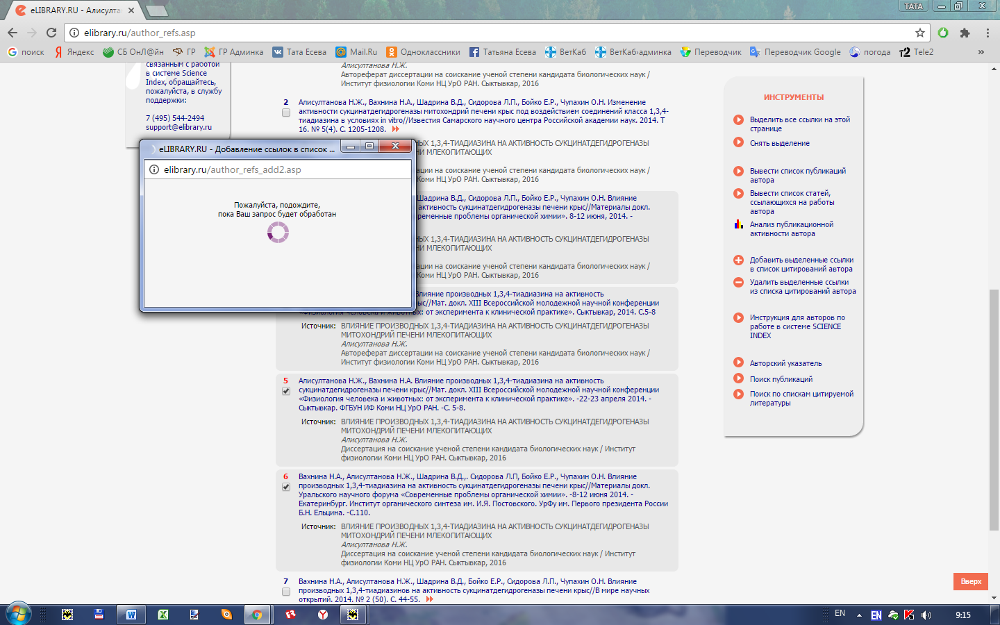 eLIBRARY.RU - Алисултан
TATA
elibrary.ru/author_refs.asp
поиск
Яндекс
СБ ОнЛ@йн
ГР
ГР Админка
Тата Есева
Mail.Ru
Одноклассники
Татьяна Есева
ВетКаб
ВетКаб>админка
Переводчик
Переводчик Google
погода
Tele2
»
связанным с работой
в системе Science
Index, обращайтесь,
пожалуйста, в службу
поддержки:
7 (495) 544-2494
support@elibrary.ru
Алисултанова Н.Ж.
Автореферат диссертации на соискание ученой степени кандидата биологических наук /
Институт физиологии Коми НЦ УрО РАН. Сыктывкар, 2016
2
Алисултанова Н.Ж., Вахнина Н.А., Шадрина В.Д., Сидорова Л.П., Бойко Е.Р., Чупахин О.Н. Изменение
активности сукцинатдегидрогеназы митохондрий печени крыс под воздействием соединений класса 1,3,4-
тиадиазина в условиях in vitro//Известия Самарского научного центра Российской академии наук. 2014. Т
16. № 5(4). С. 1205-1208.
ЫХ 1,3,4-ТИАДИАЗИНА НА АКТИВНОСТЬ СУКЦИНАТДЕГИДРОГЕНАЗЫ
И МЛЕКОПИТАЮЩИХ
ации на соискание ученой степени кандидата биологических наук /
Коми НЦ УрО РАН. Сыктывкар, 2016
eLIBRARY.RU - Добавление ссылок в список ...
elibrary.ru/author_refs_add2.asp
Пожалуйста, подождите,
пока Ваш запрос будет обработан
Шадрина В.Д., Сидорова Л.П., Бойко Е.Р., Чупахин О.Н. Влияние
активность сукцинатдегидрогеназы печени крыс//Материалы докл.
ременные проблемы органической химии». 8-12 июня, 2014. -
ЫХ 1,3,4-ТИАДИАЗИНА НА АКТИВНОСТЬ СУКЦИНАТДЕГИДРОГЕНАЗЫ
И МЛЕКОПИТАЮЩИХ
ации на соискание ученой степени кандидата биологических наук /
Коми НЦ УрО РАН. Сыктывкар, 2016
Влияние производных 1,3,4-тиадиазина на активность
рыс//Мат. докл. XIII Всероссийской молодежной научной конференции
«Физиология человека и животных: от эксперимента к клинической практике». Сыктывкар, 2014. С.5-8
Источник: ВЛИЯНИЕ ПРОИЗВОДНЫХ 1,3,4-ТИАДИАЗИНА НА АКТИВНОСТЬ СУКЦИНАТДЕГИДРОГЕНАЗЫ
МИТОХОНДРИЙ ПЕЧЕНИ МЛЕКОПИТАЮЩИХ
Алисултанова Н.Ж.
Автореферат диссертации на соискание ученой степени кандидата биологических наук /
Институт физиологии Коми НЦ УрО РАН. Сыктывкар, 2016
5
Алисултанова Н.Ж., Вахнина Н.А. Влияние производных 1,3,4-тиадиазина на активность
сукцинатдегидрогеназы печени крыс//Мат. докл. XIII Всероссийской молодежной научной конференции
«Физиология человека и животных: от эксперимента к клинической практике». -22-23 апреля 2014. -
Сыктывкар. ФГБУН ИФ Коми НЦ УрО РАН. -С. 5-8.
Источник: ВЛИЯНИЕ ПРОИЗВОДНЫХ 1,3,4-ТИАДИАЗИНА НА АКТИВНОСТЬ СУКЦИНАТДЕГИДРОГЕНАЗЫ
МИТОХОНДРИЙ ПЕЧЕНИ МЛЕКОПИТАЮЩИХ
Алисултанова Н.Ж.
Диссертация на соискание ученой степени кандидата биологических наук / Институт
физиологии Коми НЦ УрО РАН. Сыктывкар, 2016
6
Вахнина Н.А., Алисултанова Н.Ж., Шадрина В.Д.,. Сидорова Л.П, Бойко Е.Р., Чупахин О.Н. Влияние
производных 1,3,4-тиадиазина на активность сукцинатдегидрогеназы печени крыс//Материалы докл.
Уральского научного форума «Современные проблемы органической химии». -8-12 июня 2014. -
Екатеринбург. Институт органического синтеза им. И.Я. Постовского. УрФу им. Первого президента России
Б.Н. Ельцина. -С.110.
Источник: ВЛИЯНИЕ ПРОИЗВОДНЫХ 1,3,4-ТИАДИАЗИНА НА АКТИВНОСТЬ СУКЦИНАТДЕГИДРОГЕНАЗЫ
МИТОХОНДРИЙ ПЕЧЕНИ МЛЕКОПИТАЮЩИХ
Алисултанова Н.Ж.
Диссертация на соискание ученой степени кандидата биологических наук / Институт
физиологии Коми НЦ УрО РАН. Сыктывкар, 2016
7
Вахнина Н.А., Алисултанова Н.Ж., Шадрина В.Д., Бойко Е.Р., Сидорова Л.П., Чупахин О.Н. Влияние
производных 1,3,4-тиадиазинов на активность сукцинатдегидрогеназы печени крыс//В мире научных
открытий. 2014. № 2 (50). С. 44-55.
ИНСТРУМЕНТЫ
Выделить все ссылки на этой
странице
Снять выделение
Вывести список публикаций
автора
Вывести список статей,
ссылающихся на работы
автора
Анализ публикационной
активности автора
Добавить выделенные ссылки
в список цитирований автора
Удалить выделенные ссылки
из списка цитирований автора
Инструкция для авторов по
работе в системе SCIENCE
INDEX
Авторский указатель
Поиск публикаций
Поиск по спискам цитируемой
литературы
Вверх
EN
EN
9:15